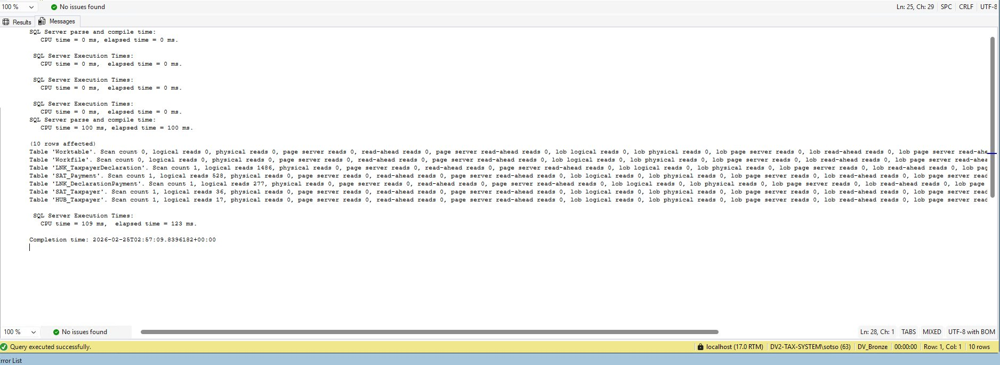 100 % No issues found Ln: 25, Ch: 29 SPC CRLF UTF-8
Results Messages
SQL Server parse and compile time:
CPU time = 0 ms, elapsed time = 0 ms.
SQL Server Execution Times:
CPU time = 0 ms,  elapsed time = 0 ms.
SQL Server Execution Times:
CPU time = 0 ms,  elapsed time = 0 ms.
SQL Server Execution Times:
CPU time = 0 ms,  elapsed time = 0 ms.
SQL Server parse and compile time:
CPU time = 100 ms, elapsed time = 100 ms.
(10 rows affected)
Table 'Worktable'. Scan count 0, logical reads 0, physical reads 0, page server reads 0, read-ahead reads 0, page server read-ahead reads 0, lob logical reads 0, lob physical reads 0, lob page server reads 0, lob read-ahead reads 0, lob page server read-ahe
Table 'Workfile'. Scan count 0, logical reads 0, physical reads 0, page server reads 0, read-ahead reads 0, page server read-ahead reads 0, lob logical reads 0, lob physical reads 0, lob page server reads 0, lob read-ahead reads 0, lob page server read-ahea
Table 'LNK_TaxpayerDeclaration'. Scan count 1, logical reads 1486, physical reads 0, page server reads 0, read-ahead reads 0, page server read-ahead reads 0, lob logical reads 0, lob physical reads 0, lob page server reads 0, lob read-ahead reads 0, lob pag
Table 'SAT_Payment'. Scan count 1, logical reads 528, physical reads 0, page server reads 0, read-ahead reads 0, page server read-ahead reads 0, lob logical reads 0, lob physical reads 0, lob page server reads 0, lob read-ahead reads 0, lob page server read
Table 'LNK_DeclarationPayment'. Scan count 1, logical reads 277, physical reads 0, page server reads 0, read-ahead reads 0, page server read-ahead reads 0, lob logical reads 0, lob physical reads 0, lob page server reads 0, lob read-ahead reads 0, lob page
Table 'SAT_Taxpayer'. Scan count 1, logical reads 36, physical reads 0, page server reads 0, read-ahead reads 0, page server read-ahead reads 0, lob logical reads 0, lob physical reads 0, lob page server reads 0, lob read-ahead reads 0, lob page server read
Table 'HUB_Taxpayer'. Scan count 1, logical reads 17, physical reads 0, page server reads 0, read-ahead reads 0, page server read-ahead reads 0, lob logical reads 0, lob physical reads 0, lob page server reads 0, lob read-ahead reads 0, lob page server read
SQL Server Execution Times:
CPU time = 109 ms,  elapsed time = 123 ms.
Completion time: 2026-02-25T02:57:09.8396182+00:00
100 % No issues found Ln: 28, Ch: 1 TABS MIXED UTF-8 with BOM
Query executed successfully. localhost (17.0 RTM) DV2-TAX-SYSTEM\sotso (63) DV_Bronze 00:00:00 Row: 1, Col: 1 10 rows
rror List